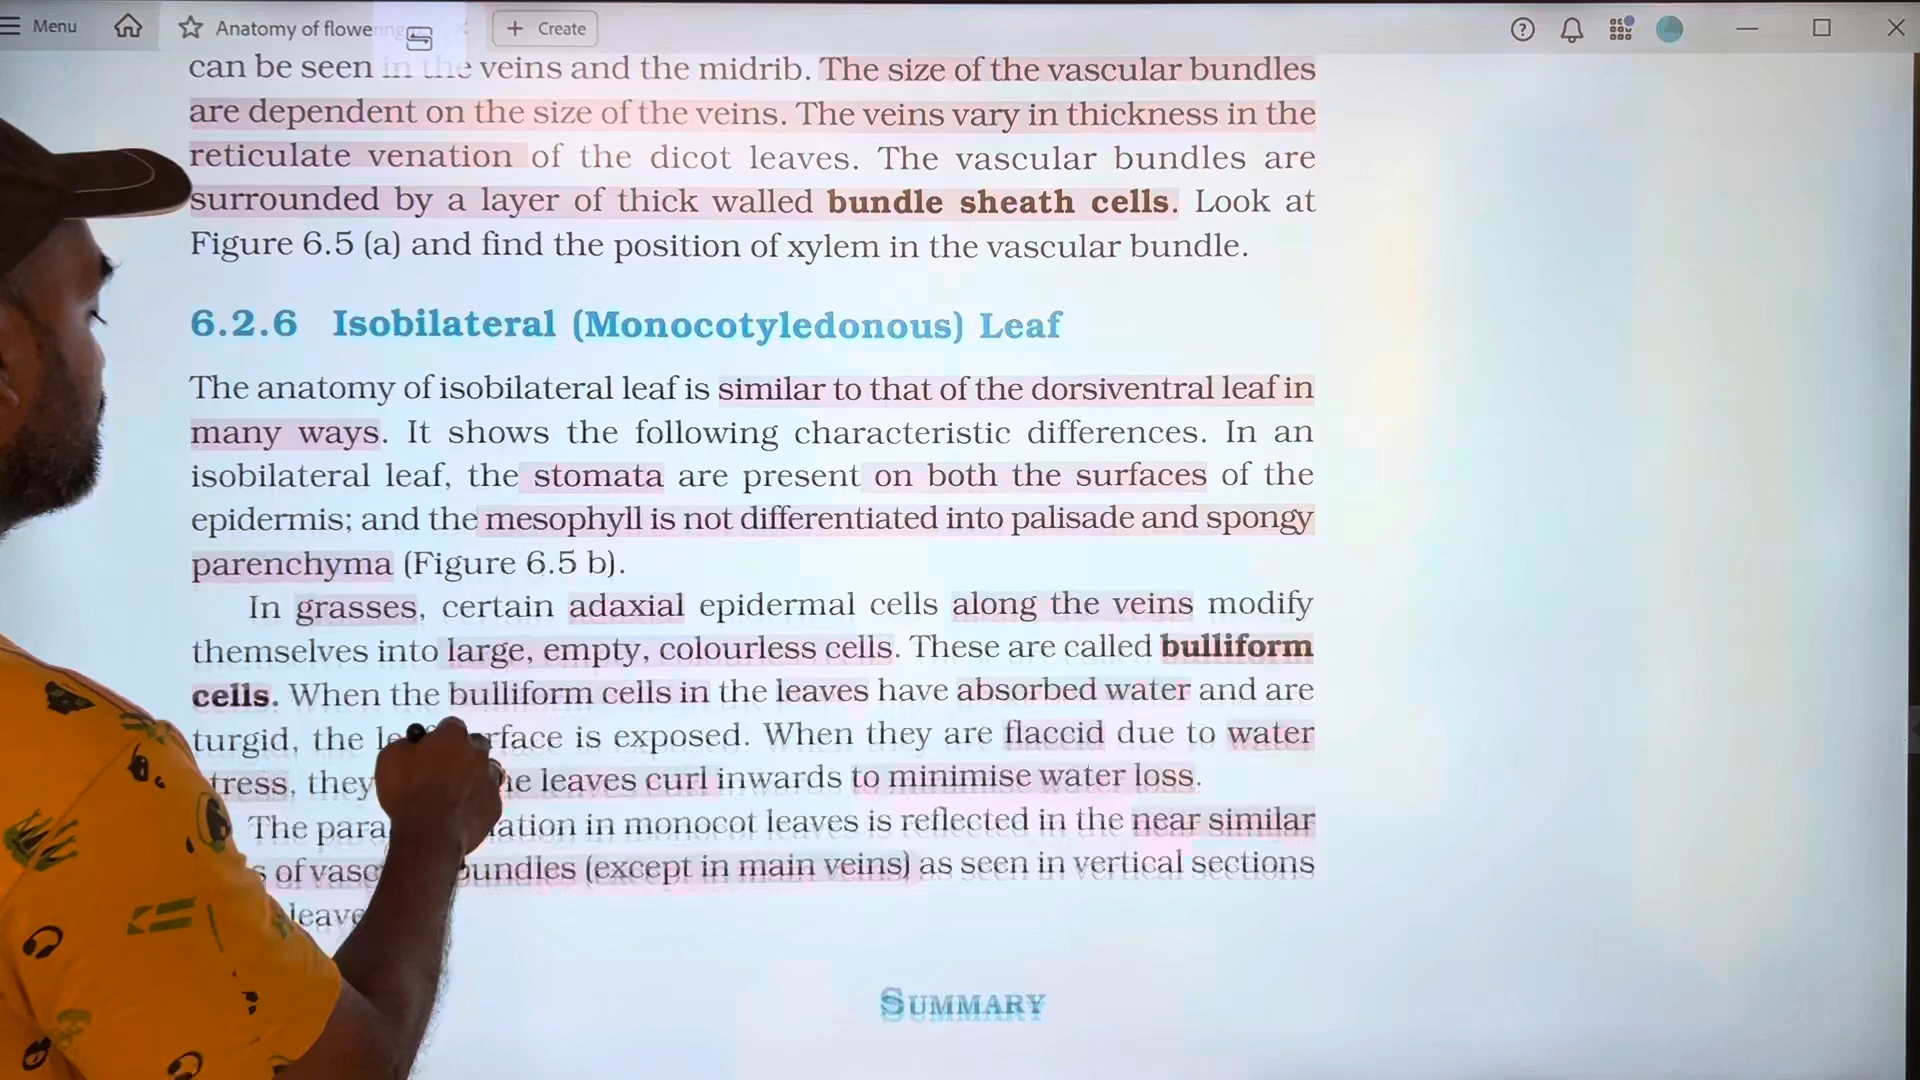 Menu
Anatomy of flowe
+ Create
can be seen in the veins and the midrib. The size of the vascular bundles
are dependent on the size of the veins. The veins vary in thickness in the
reticulate venation of the dicot leaves. The vascular bundles are
surrounded by a layer of thick walled bundle sheath cells. Look at
Figure 6.5 (a) and find the position of xylem in the vascular bundle.
6.2.6 Isobilateral (Monocotyledonous) Leaf
The anatomy of isobilateral leaf is similar to that of the dorsiventral leaf in
many ways. It shows the following characteristic differences. In an
isobilateral leaf, the stomata are present on both the surfaces of the
epidermis; and the mesophyll is not differentiated into palisade and spongy
parenchyma (Figure 6.5 b).
In grasses, certain adaxial epidermal cells along the veins modify
themselves into large, empty, colourless cells. These are called bulliform
cells. When the bulliform cells in the leaves have absorbed water and are
turgid, the le rface is exposed. When they are flaccid due to water
tress, they he leaves curl inwards to minimise water loss.
The para ation in monocot leaves is reflected in the near similar
s of vasc bundles (except in main veins) as seen in vertical sections
leave
SUMMARY